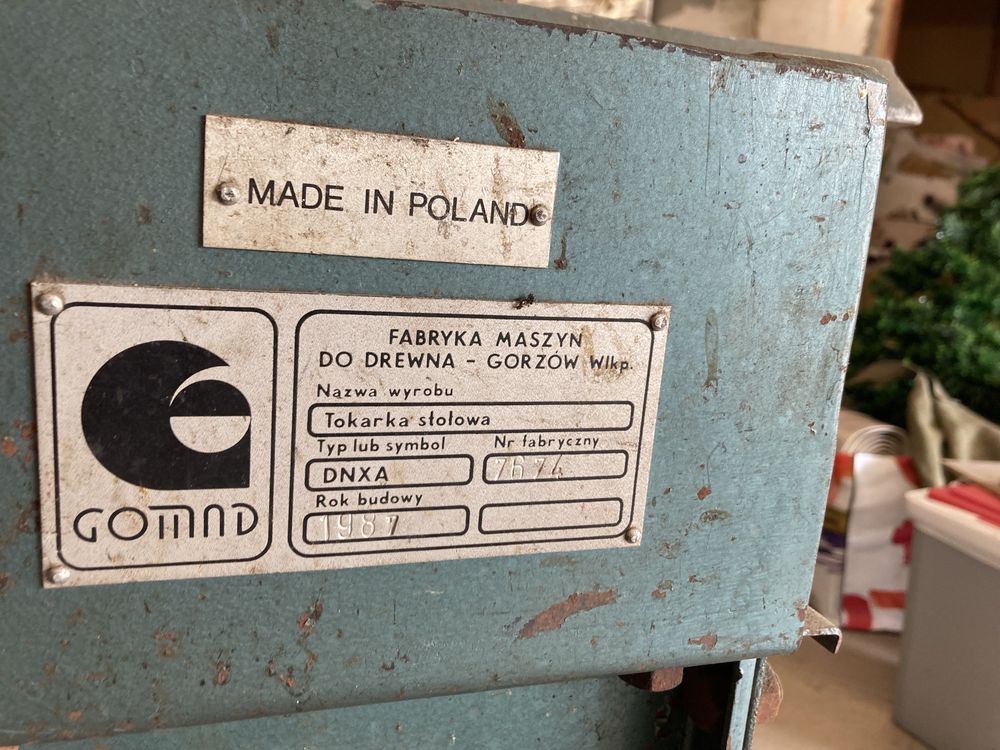 MADE IN POLAND
FABRYKA MASZYN
DO DREWNA - GORZÓW Wlkp.
Nazwa wyrobu
Tokarka stołowa
Typ lub symbol
Nr fabryczny
DNXA
7674
Rok budowy
1987
GOMAD